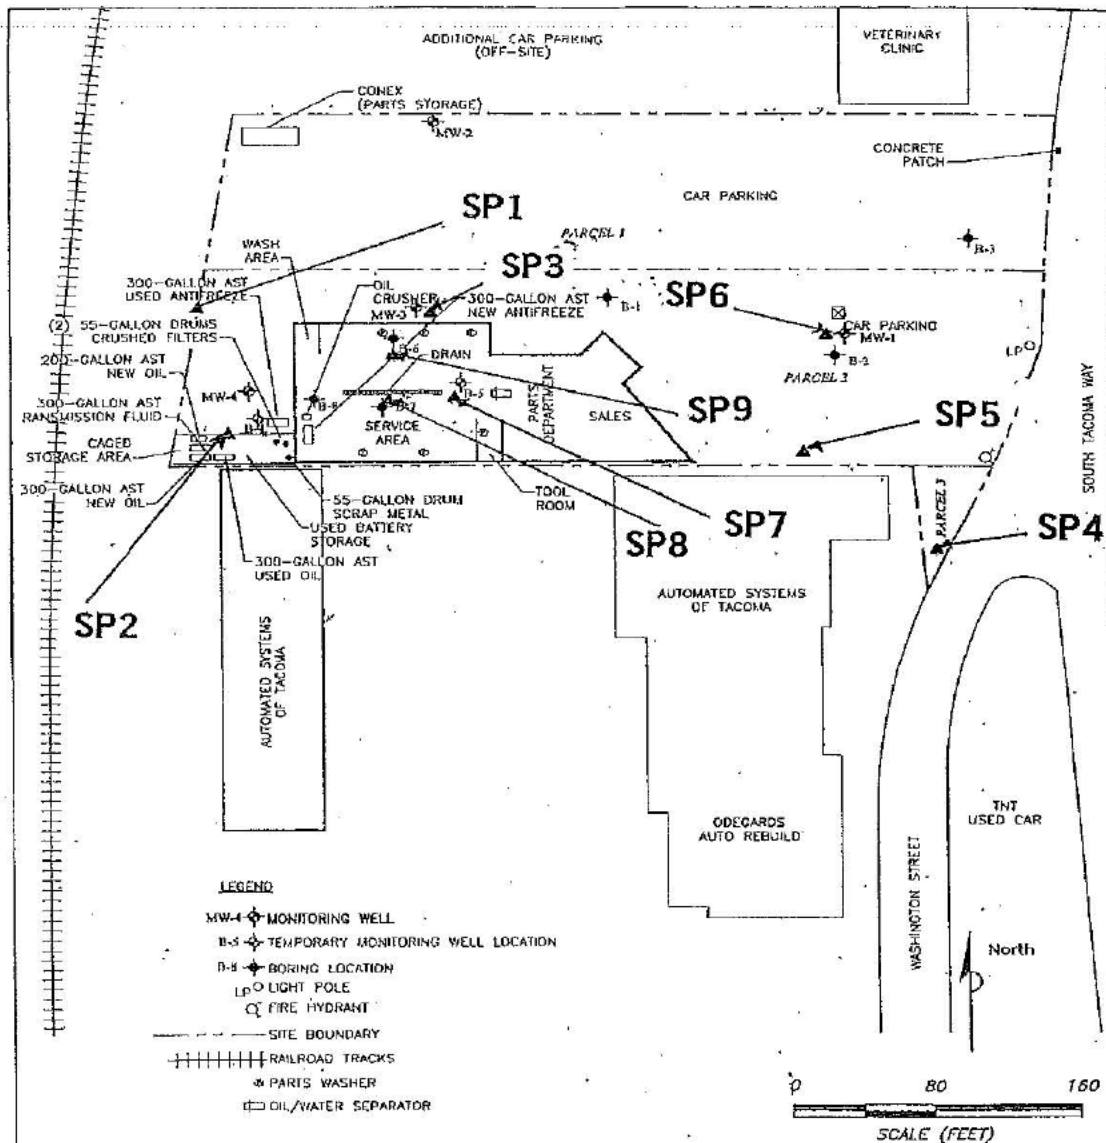 ADDITIONAL CAR PARKING
(OFF-SITE)
VETERINARY
CLINIC
CONEX
(PARTS STORAGE)
MW-2
CONCRETE
PATCH
CAR PARKING
SP1
PARCEL 1
B-3
WASH
AREA
SP3
300-GALLON AST
USED ANTIFREEZE
OIL
CRUSHER
MW-3
300-GALLON AST
NEW ANTIFREEZE
B-1
SP6
CAR PARKING
MW-1
B-2
LP
(2) 55-GALLON DRUMS
CRUSHED FILTERS
B-6
DRAIN
PARCEL 2
200-GALLON AST
NEW OIL
MW-4
B-8
B-7
B-5
PARTS
DEPARTMENT
SALES
SP9
300-GALLON AST
RANSMISSION FLUID
SERVICE
AREA
SP5
CAGED
STORAGE AREA
300-GALLON AST
NEW OIL
55-GALLON DRUM
SCRAP METAL
USED BATTERY
STORAGE
TOOL
ROOM
PARCEL 3
SOUTH TACOMA WAY
SP8
SP7
SP4
300-GALLON AST
USED OIL
SP2
AUTOMATED SYSTEMS
OF TACOMA
AUTOMATED SYSTEMS
OF TACOMA
ODEGARDS
AUTO REBUILD
TNT
USED CAR
WASHINGTON STREET
North
LEGEND
MW-4 MONITORING WELL
B-5 TEMPORARY MONITORING WELL LOCATION
B-8 BORING LOCATION
LP LIGHT POLE
FIRE HYDRANT
SITE BOUNDARY
RAILROAD TRACKS
PARTS WASHER
OIL/WATER SEPARATOR
0 80 160
SCALE (FEET)